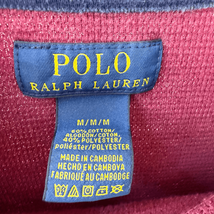 POLO
RALPH LAUREN
M/M/M
60% COTTON/
ALGODÓN/COTON
40% POLYESTER/
poliéster/POLYESTER
MADE IN CAMBODIA
HECHO EN CAMBOYA
FABRIQUÉ AU CAMBODGE